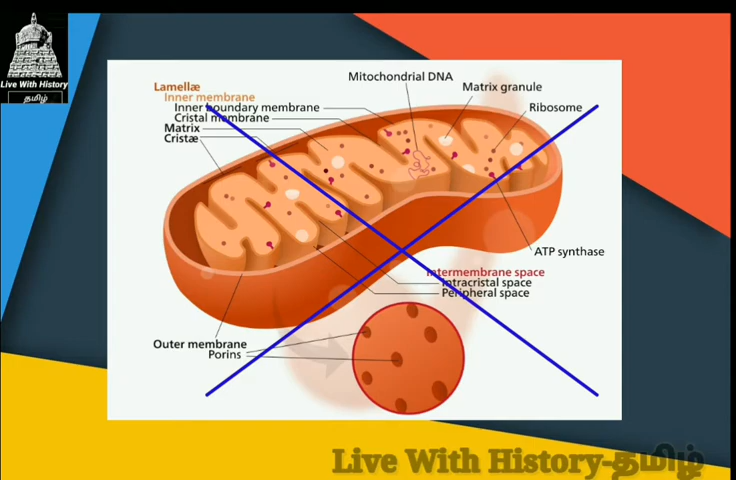 Live With History
தமிழ்
Mitochondrial DNA
Lamellæ
Matrix granule
Inner membrane
Inner boundary membrane
Ribosome
Cristal membrane
Matrix
Cristæ
ATP synthase
Intermembrane space
Intracristal space
Peripheral space
Outer membrane
Porins
Live With History-தமிழ்